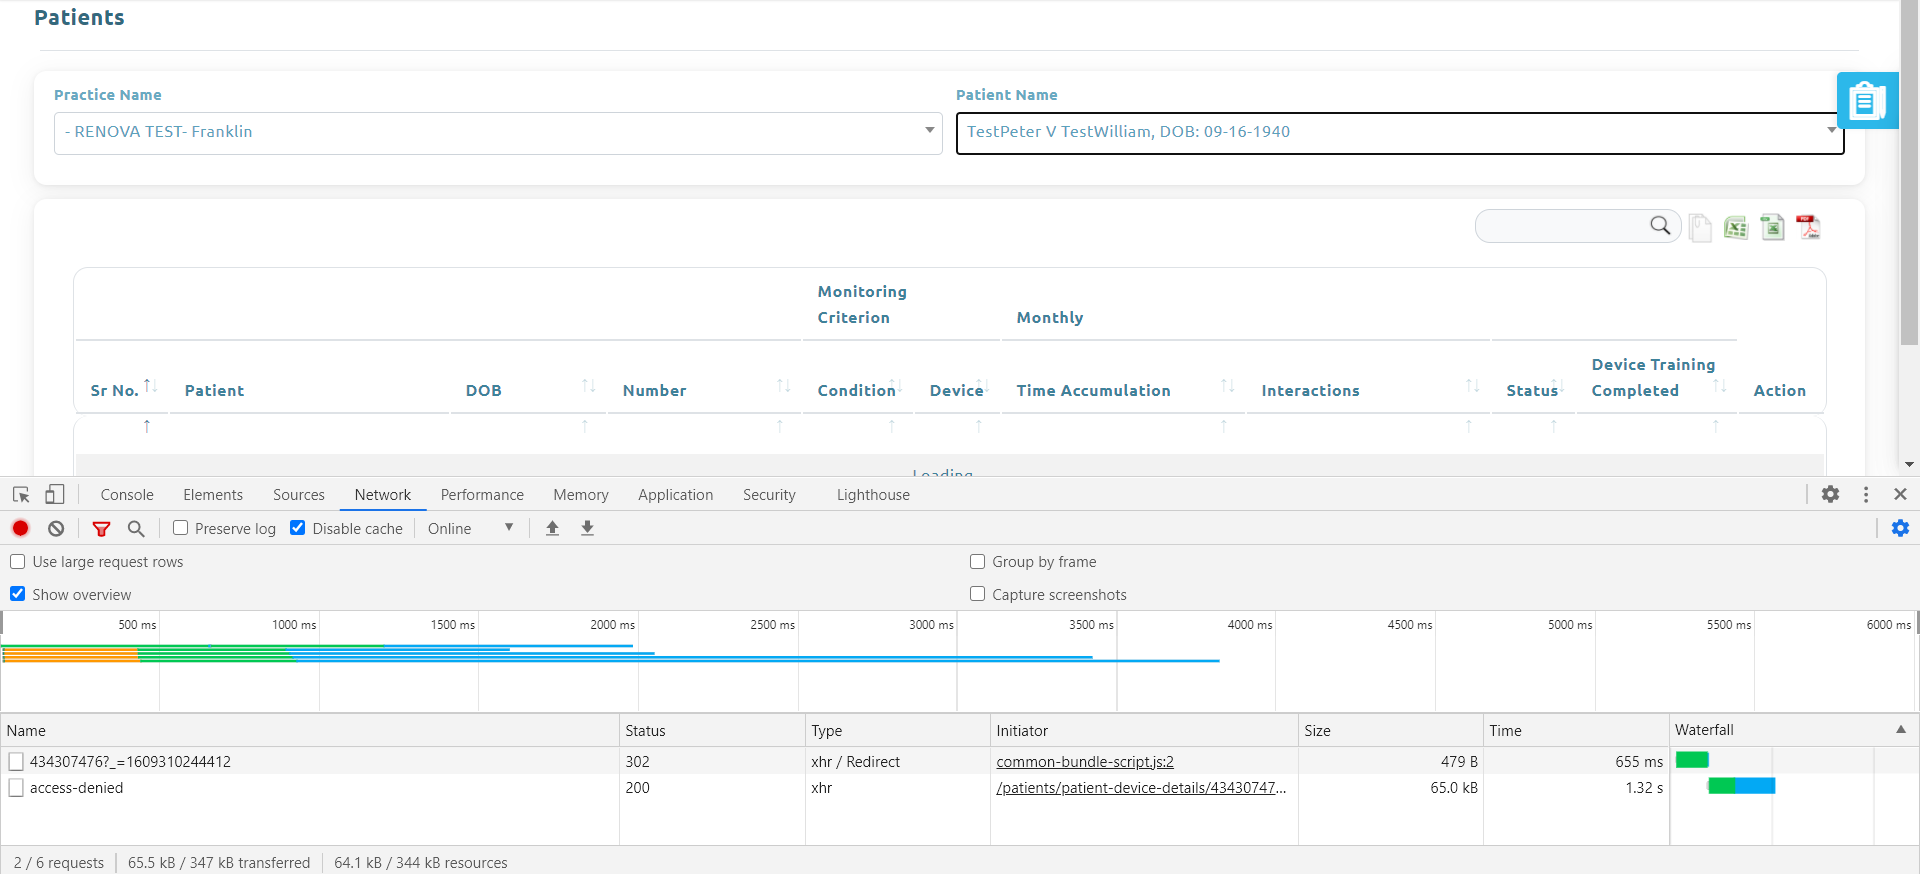 Patients
Practice Name
Patient Name
- RENOVA TEST- Franklin
TestPeter V TestWilliam, DOB: 09-16-1940
Monitoring
Criterion
Monthly
Sr No.
Patient
DOB
Number
Condition
Device
Time Accumulation
Interactions
Status
Device Training
Completed
Action
Loading
Console
Elements
Sources
Network
Performance
Memory
Application
Security
Lighthouse
Preserve log
Disable cache
Online
Use large request rows
Group by frame
Show overview
Capture screenshots
500 ms
1000 ms
1500 ms
2000 ms
2500 ms
3000 ms
3500 ms
4000 ms
4500 ms
5000 ms
5500 ms
6000 ms
Name
Status
Type
Initiator
Size
Time
Waterfall
434307476?_=1609310244412
302
xhr / Redirect
common-bundle-script.js:2
479 B
655 ms
access-denied
200
xhr
/patients/patient-device-details/43430747...
65.0 kB
1.32 s
2 / 6 requests
65.5 kB / 347 kB transferred
64.1 kB / 344 kB resources